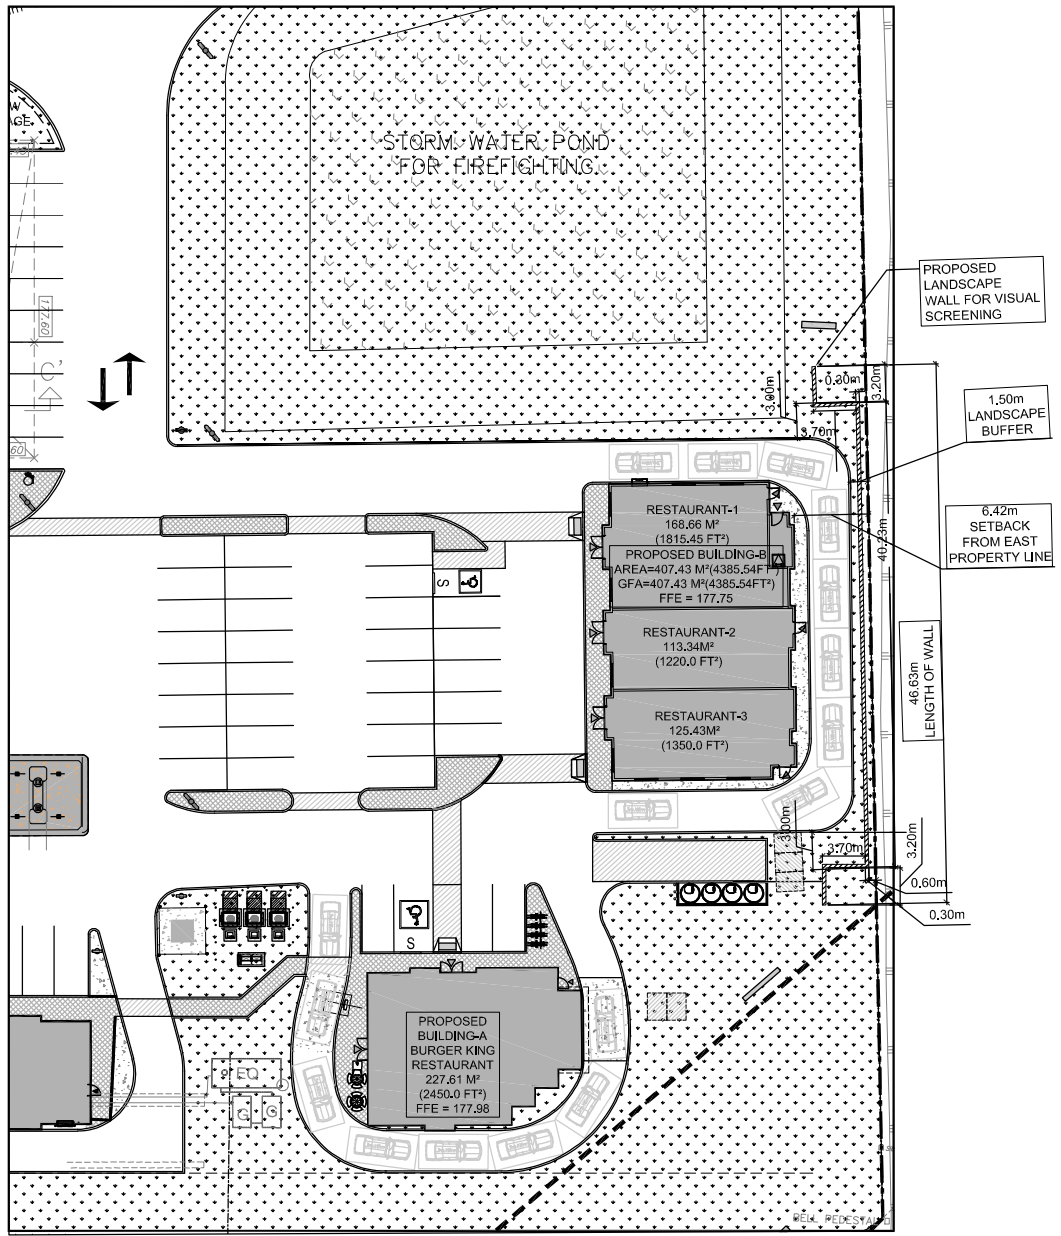 STORM WATER POND
FOR FIREFIGHTING
PROPOSED
LANDSCAPE
WALL FOR VISUAL
SCREENING
177.60
C'
0.30m
3.20m
3.00m
3.70m
1.50m
LANDSCAPE
BUFFER
60
6.42m
SETBACK
FROM EAST
PROPERTY LINE
40.23m
RESTAURANT-1
168.66 M²
(1815.45 FT²)
PROPOSED BUILDING-B
AREA=407.43 M²(4385.54FT²)
GFA=407.43 M²(4385.54FT²)
FFE = 177.75
S
RESTAURANT-2
113.34M²
(1220.0 FT²)
46.63m
LENGTH OF WALL
RESTAURANT-3
125.43M²
(1350.0 FT²)
3.00m
3.70m
3.20m
0.60m
0.30m
S
PROPOSED
BUILDING-A
BURGER KING
RESTAURANT
227.61 M²
(2450.0 FT²)
FFE = 177.98
EQ
G
G
BELL PEDESTAL